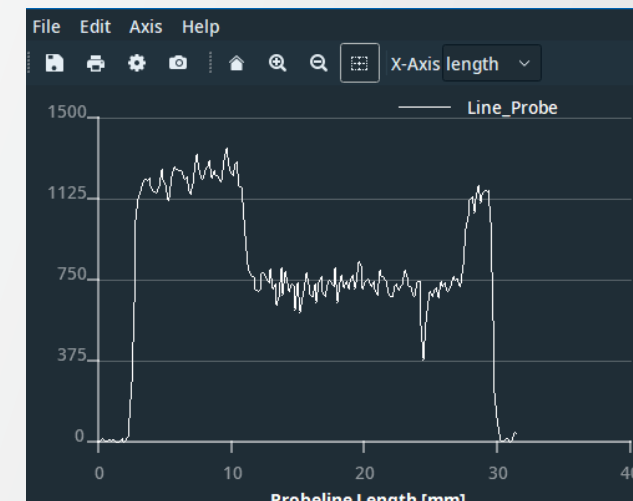 File Edit Axis Help
X-Axis length
Line_Probe
1500
1125
750
375
0
0 10 20 30 40
Probeline Length [mm]